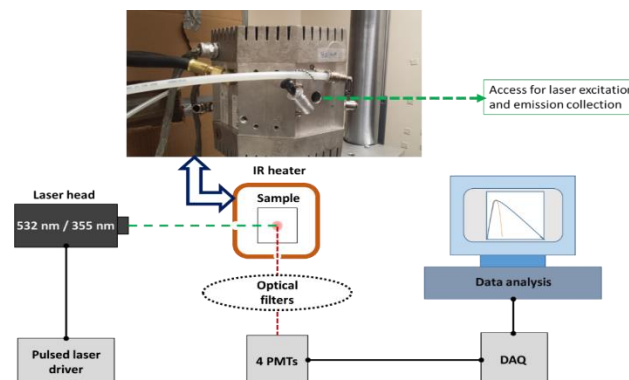 Access for laser excitation
and emission collection
IR heater
Laser head
Sample
532 nm / 355 nm
Optical
filters
Data analysis
Pulsed laser
driver
4 PMTs
DAQ